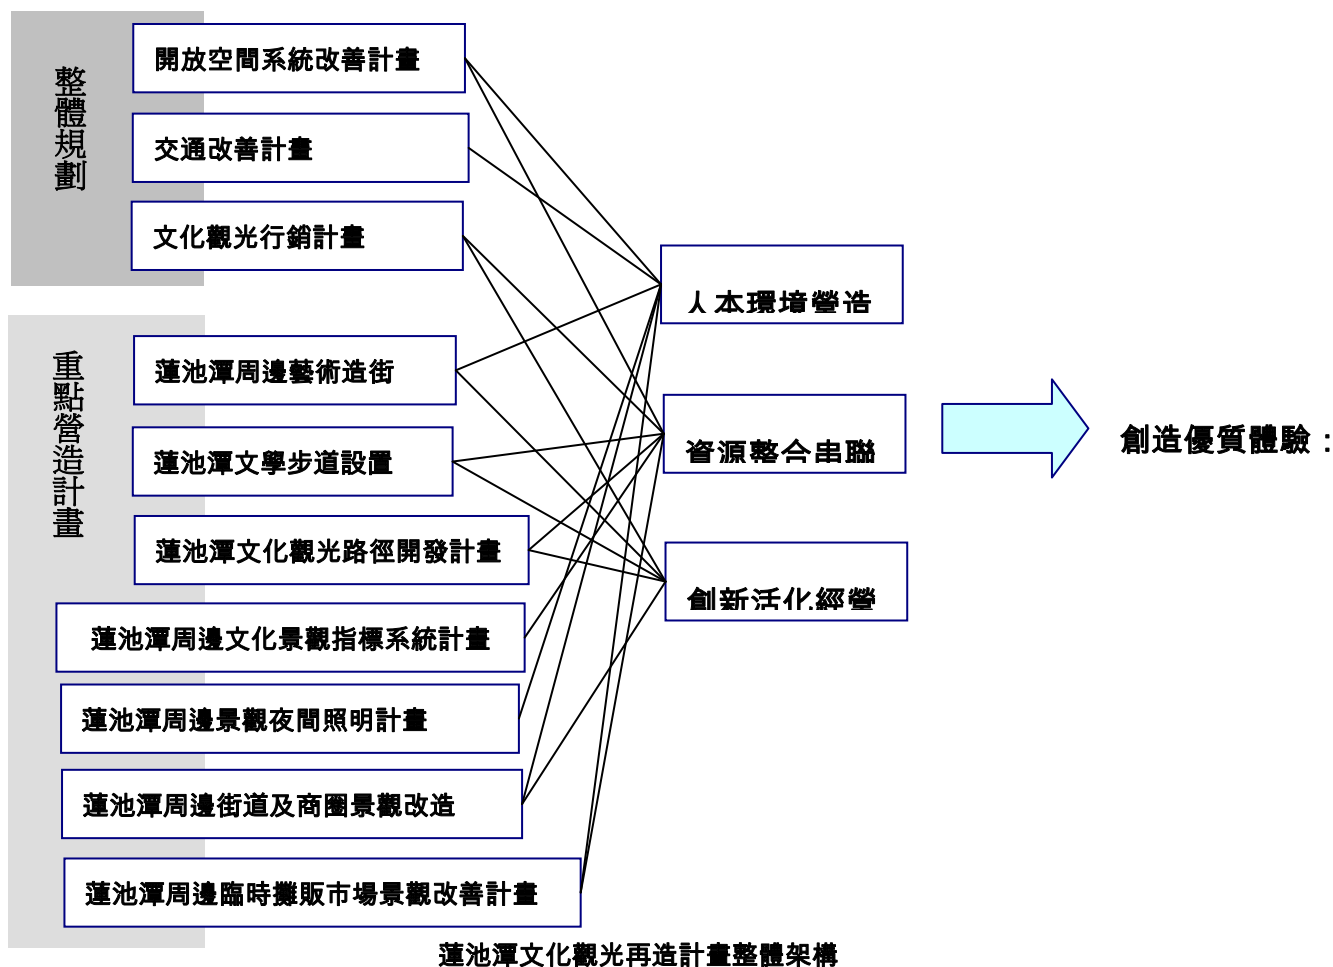 整體規劃
開放空間系統改善計畫
交通改善計畫
文化觀光行銷計畫
重點營造計畫
蓮池潭周邊藝術造街
蓮池潭文學步道設置
蓮池潭文化觀光路徑開發計畫
蓮池潭周邊文化景觀指標系統計畫
蓮池潭周邊景觀夜間照明計畫
蓮池潭周邊街道及商圈景觀改造
蓮池潭周邊臨時攤販市場景觀改善計畫
人本環境營造
資源整合串聯
創新活化經營
創造優質體驗：
蓮池潭文化觀光再造計畫整體架構